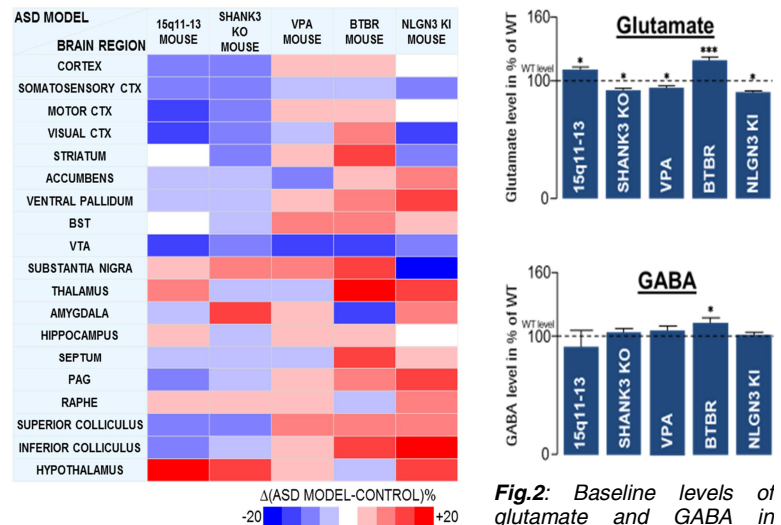 ASD MODEL
BRAIN REGION
15q11-13
MOUSE
SHANK3
KO
MOUSE
VPA
MOUSE
BTBR
MOUSE
NLGN3 KI
MOUSE
CORTEX
SOMATOSENSORY CTX
MOTOR CTX
VISUAL CTX
STRIATUM
ACCUMBENS
VENTRAL PALLIDUM
BST
VTA
SUBSTANTIA NIGRA
THALAMUS
AMYGDALA
HIPPOCAMPUS
SEPTUM
PAG
RAPHE
SUPERIOR COLLICULUS
INFERIOR COLLICULUS
HYPOTHALAMUS
Δ(ASD MODEL-CONTROL)%
-20 +20
Glutamate
Glutamate level in % of WT
160
WT level
100
0
* * * *** *
15q11-13
SHANK3 KO
VPA
BTBR
NLGN3 KI
GABA
GABA level in % of WT
160
WT level
100
0
*
15q11-13
SHANK3 KO
VPA
BTBR
NLGN3 KI
Fig.2: Baseline levels of
glutamate and GABA in